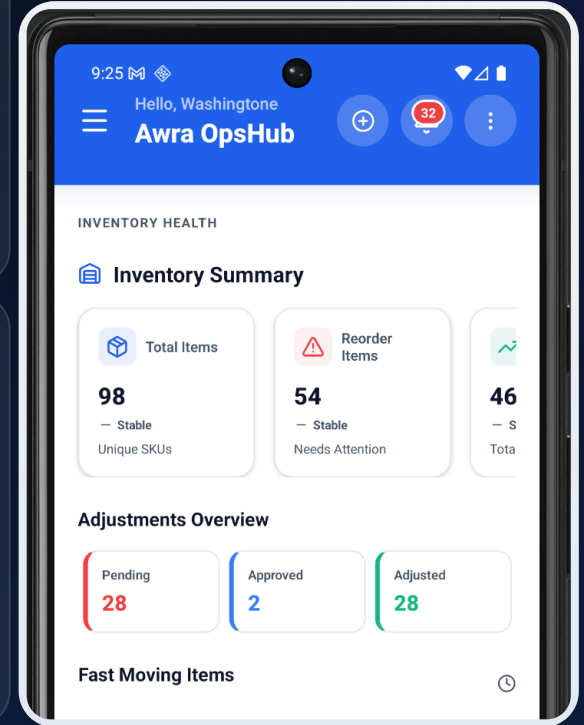 9:25
Hello, Washingtone
Awra OpsHub
32
INVENTORY HEALTH
Inventory Summary
Total Items
98
— Stable
Unique SKUs
Reorder
Items
54
— Stable
Needs Attention
46
— S
Tota
Adjustments Overview
Pending
28
Approved
2
Adjusted
28
Fast Moving Items